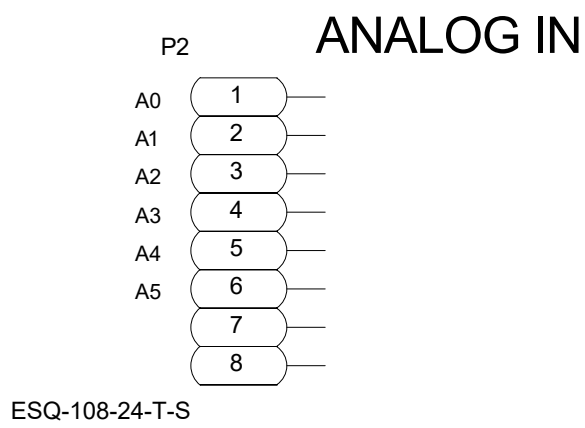 ANALOG IN
P2
A0 1
A1 2
A2 3
A3 4
A4 5
A5 6
7
8
ESQ-108-24-T-S